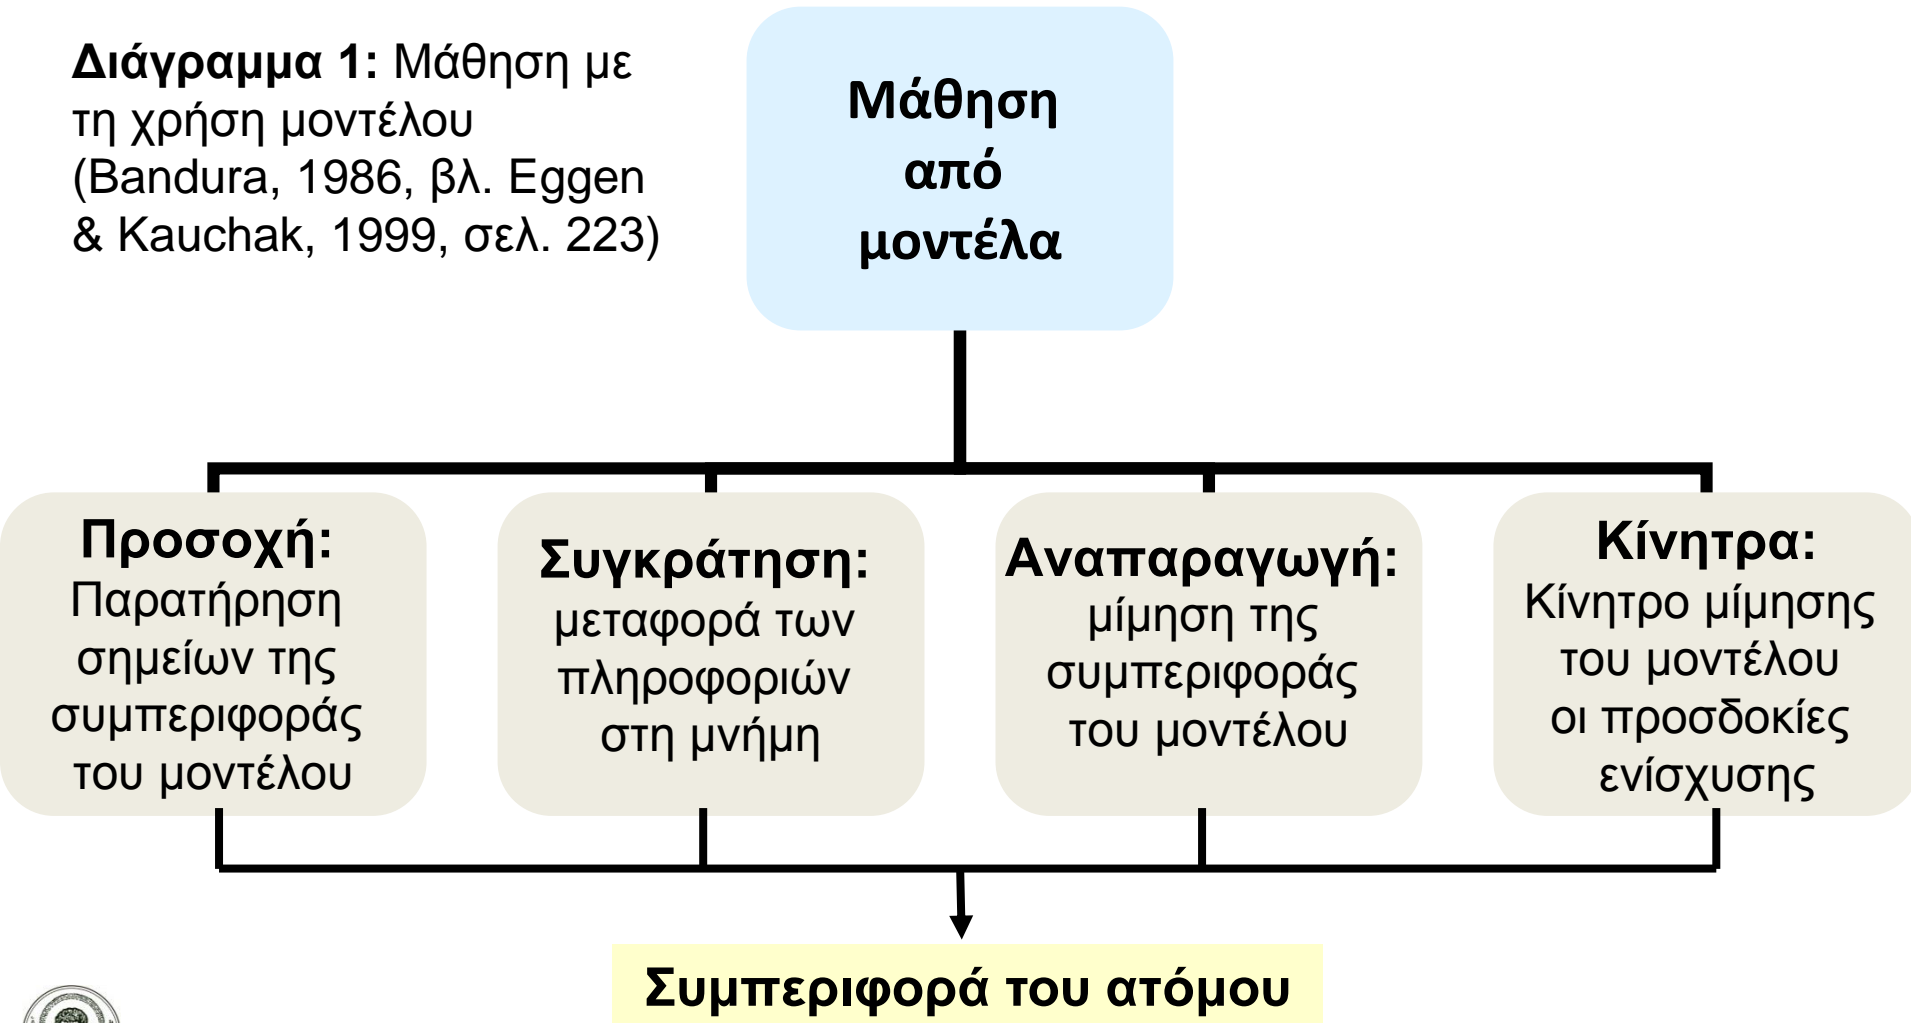 Διάγραμμα 1: Μάθηση με
τη χρήση μοντέλου
(Bandura, 1986, βλ. Eggen
& Kauchak, 1999, σελ. 223)
Μάθηση
από
μοντέλα
Προσοχή:
Παρατήρηση
σημείων της
συμπεριφοράς
του μοντέλου
Συγκράτηση:
μεταφορά των
πληροφοριών
στη μνήμη
Αναπαραγωγή:
μίμηση της
συμπεριφοράς
του μοντέλου
Κίνητρα:
Κίνητρο μίμησης
του μοντέλου
οι προσδοκίες
ενίσχυσης
Συμπεριφορά του ατόμου